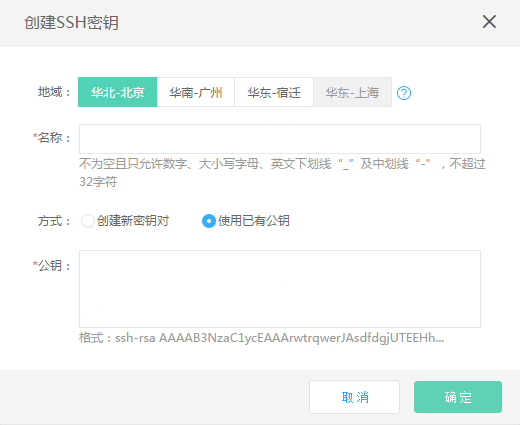 创建SSH密钥
地域： 华北-北京 华南-广州 华东-宿迁 华东-上海 ?
*名称：
不为空且只允许数字、大小写字母、英文下划线“_”及中划线“-”，不超过
32字符
方式： 创建新密钥对 使用已有公钥
*公钥：
格式：ssh-rsa AAAAB3NzaC1ycEAAArwtrqwerJAsdfdgjUTEEHh...
取消 确定